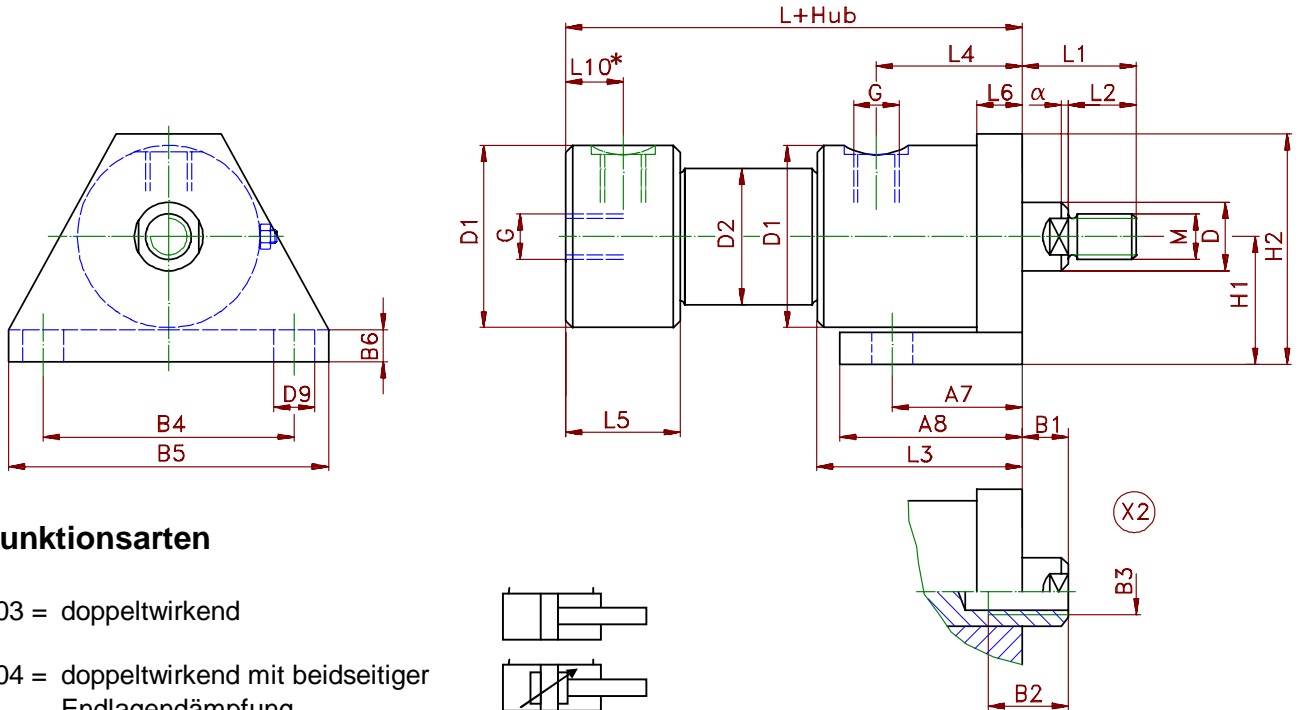 L+Hub
L10*
L4
L1
G
L6
α
L2
D1
G
D2
D1
M
D
H2
H1
B6
D9
B4
B5
L5
A7
A8
B1
L3
X2
B3
B2
unktionsarten
03 = doppeltwirkend
04 = doppeltwirkend mit beidseitiger
Endlagendämpfung